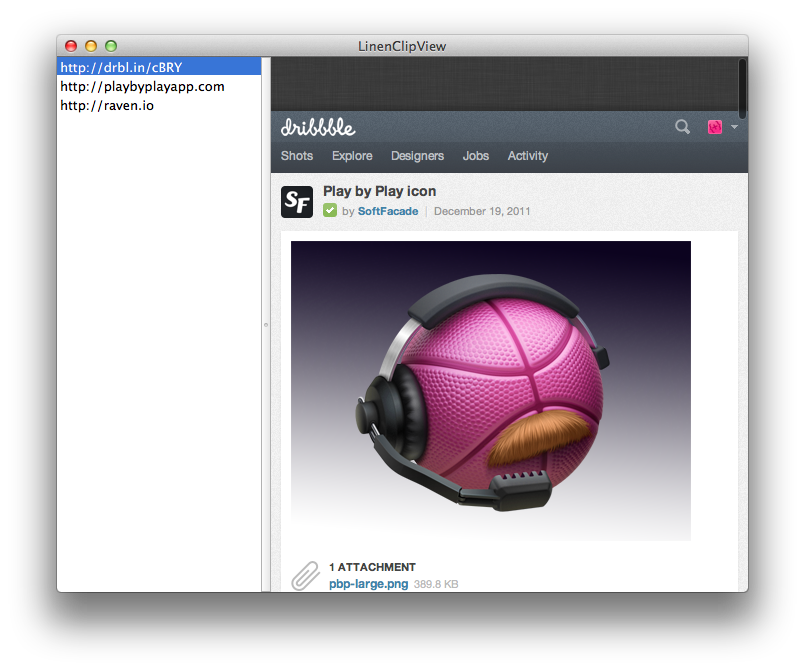 LinenClipView
http://drbl.in/cBRY
http://playbyplayapp.com
http://raven.io
dribbble
Shots Explore Designers Jobs Activity
SF
Play by Play icon
by SoftFacade December 19, 2011
1 ATTACHMENT
pbp-large.png 389.8 KB